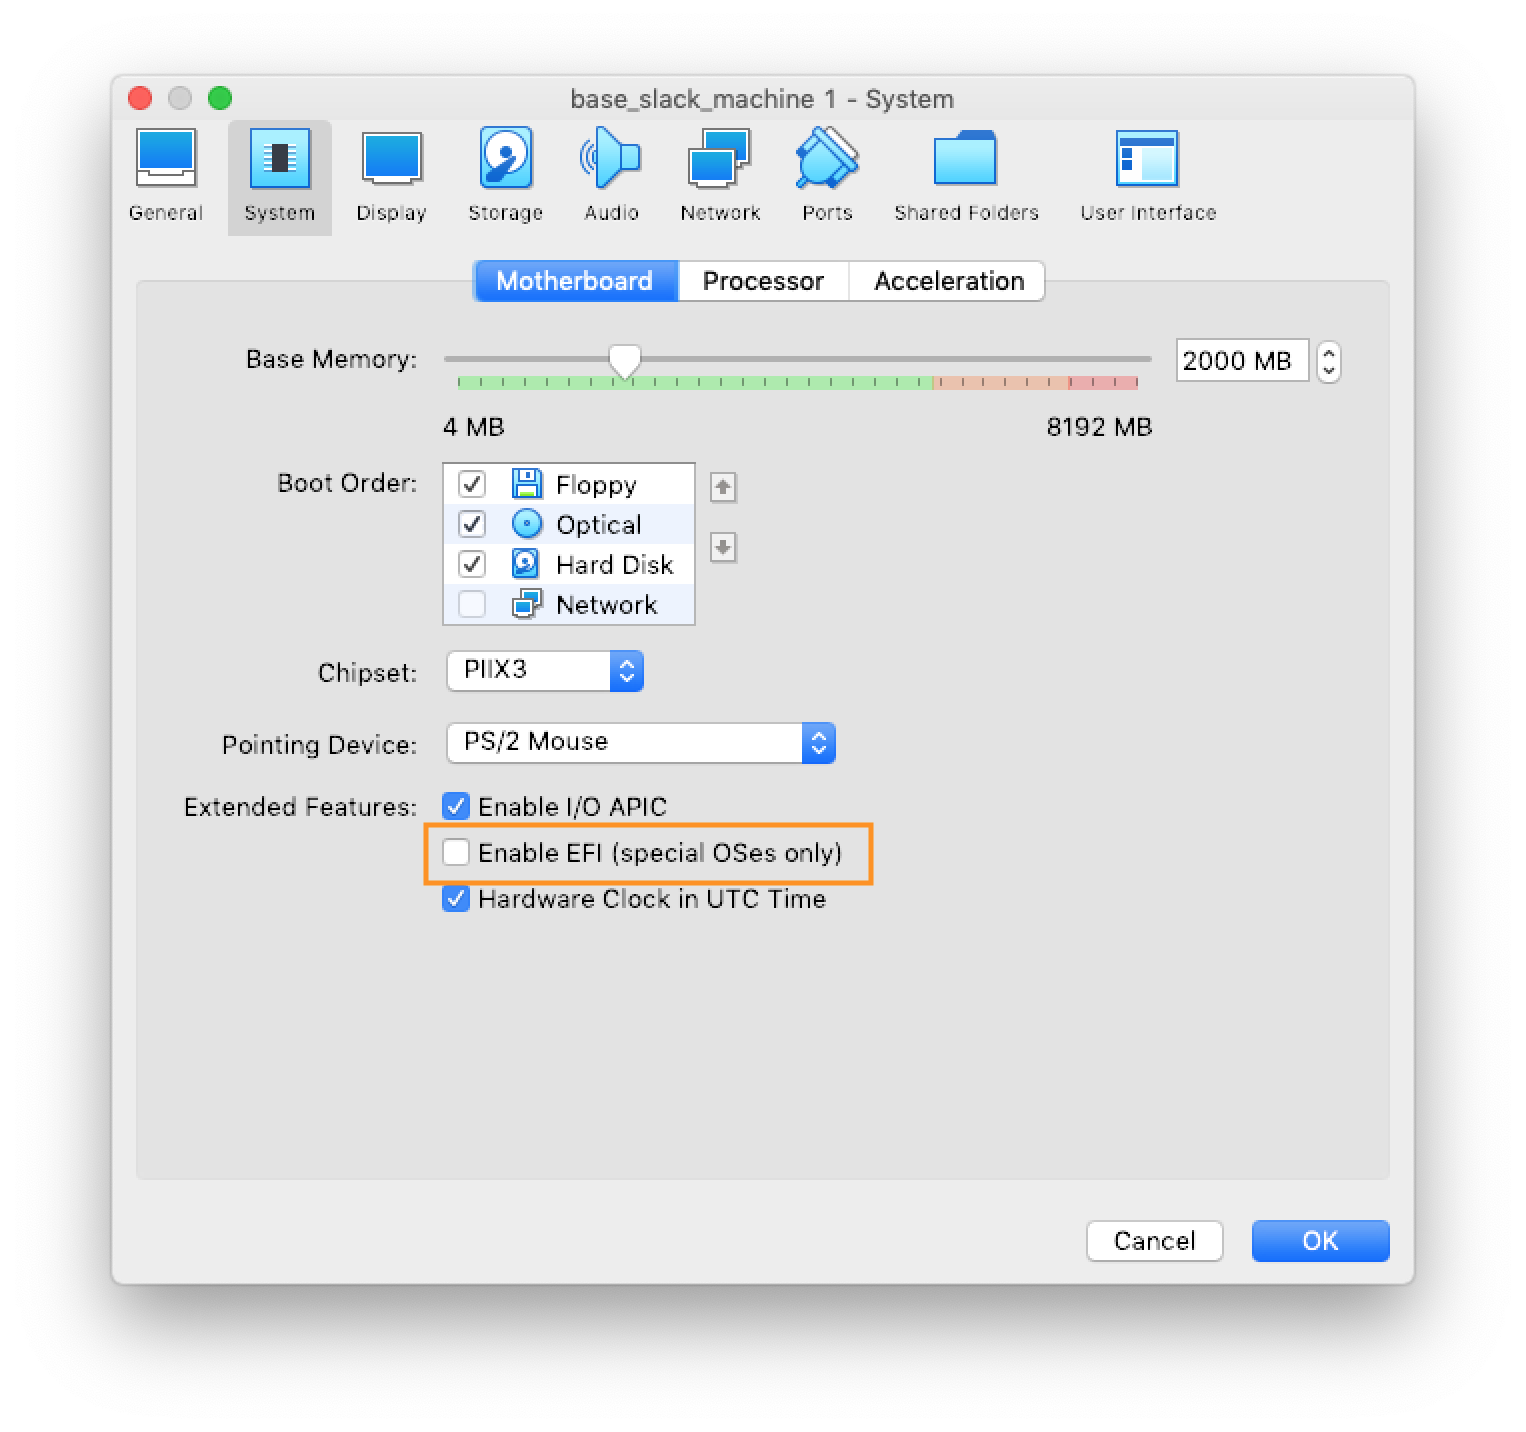 base_slack_machine 1 - System
General System Display Storage Audio Network Ports Shared Folders User Interface
Motherboard Processor Acceleration
Base Memory: 2000 MB
4 MB 8192 MB
Boot Order: Floppy
Optical
Hard Disk
Network
Chipset: PIIX3
Pointing Device: PS/2 Mouse
Extended Features: Enable I/O APIC
Enable EFI (special OSes only)
Hardware Clock in UTC Time
Cancel OK